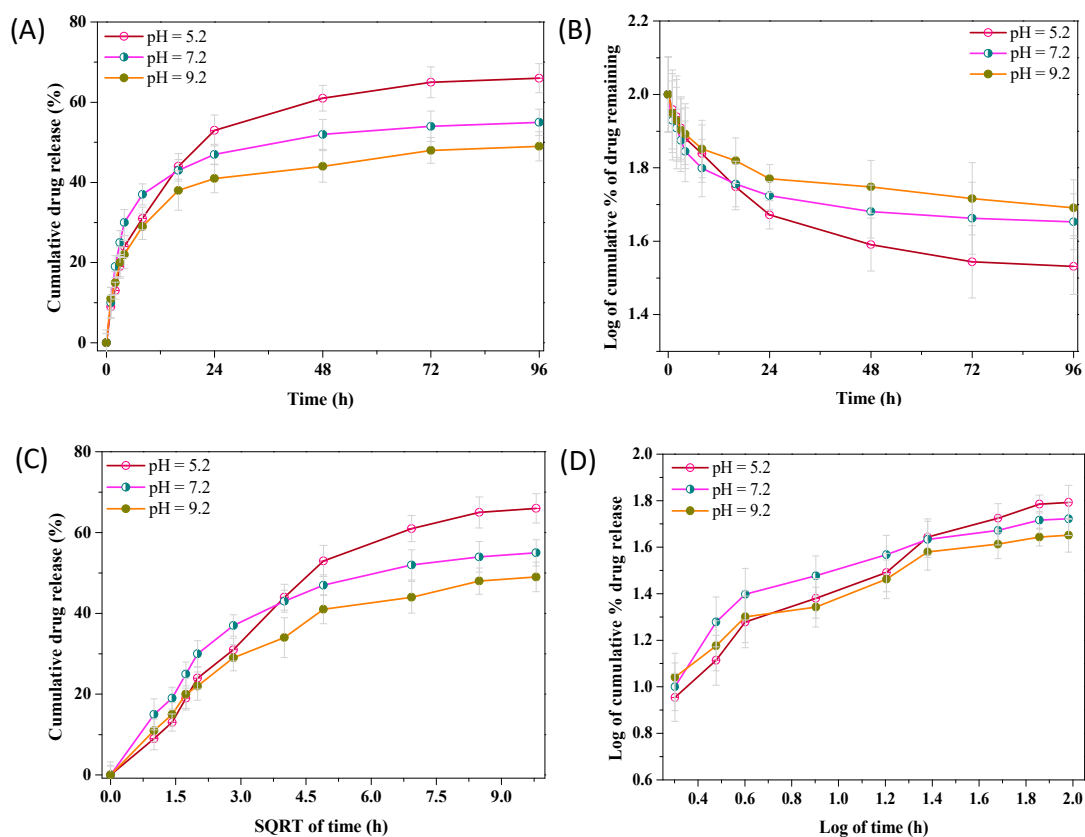 (A)
pH = 5.2
pH = 7.2
pH = 9.2
Cumulative drug release (%)
80
60
40
20
0
0 24 48 72 96
Time (h)
(B)
pH = 5.2
pH = 7.2
pH = 9.2
Log of cumulative % of drug remaining
2.2
2.0
1.8
1.6
1.4
0 24 48 72 96
Time (h)
(C)
pH = 5.2
pH = 7.2
pH = 9.2
Cumulative drug release (%)
80
60
40
20
0
0.0 1.5 3.0 4.5 6.0 7.5 9.0
SQRT of time (h)
(D)
pH = 5.2
pH = 7.2
pH = 9.2
Log of cumulative % drug release
2.0
1.8
1.6
1.4
1.2
1.0
0.8
0.6
0.4 0.6 0.8 1.0 1.2 1.4 1.6 1.8 2.0
Log of time (h)